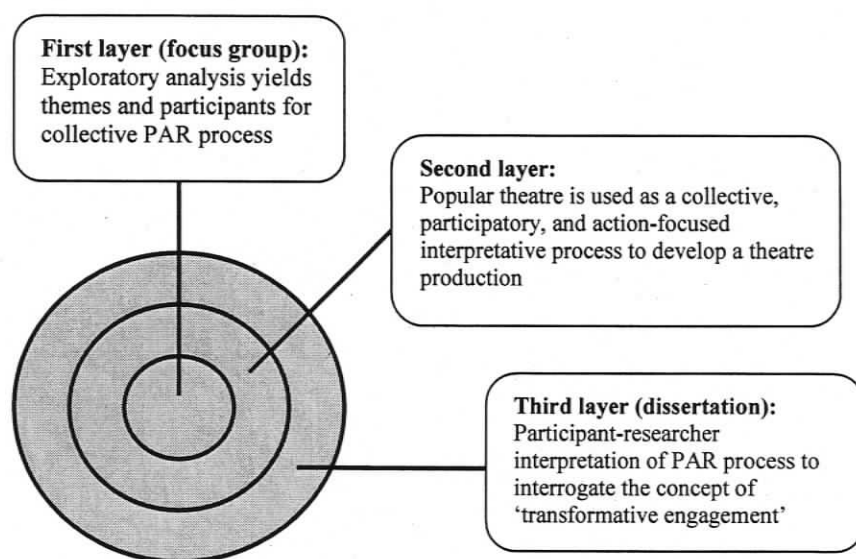 First layer (focus group):
Exploratory analysis yields
themes and participants for
collective PAR process
Second layer:
Popular theatre is used as a collective,
participatory, and action-focused
interpretative process to develop a theatre
production
Third layer (dissertation):
Participant-researcher
interpretation of PAR process to
interrogate the concept of
‘transformative engagement’